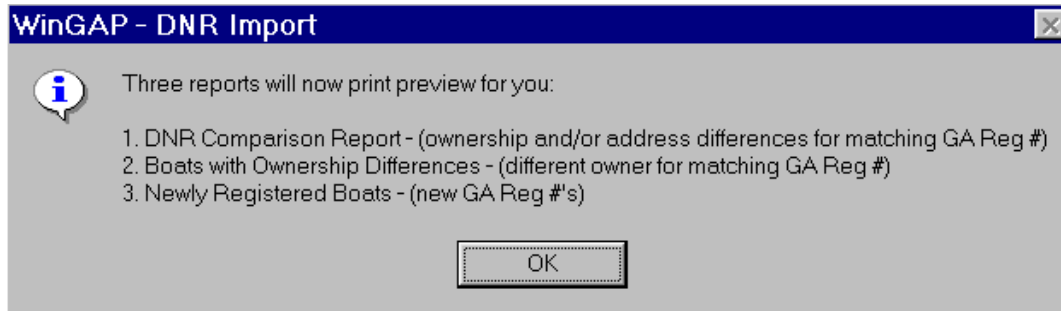 WinGAP - DNR Import
Three reports will now print preview for you:
1. DNR Comparison Report - (ownership and/or address differences for matching GA Reg #)
2. Boats with Ownership Differences - (different owner for matching GA Reg #)
3. Newly Registered Boats - (new GA Reg #'s)
OK